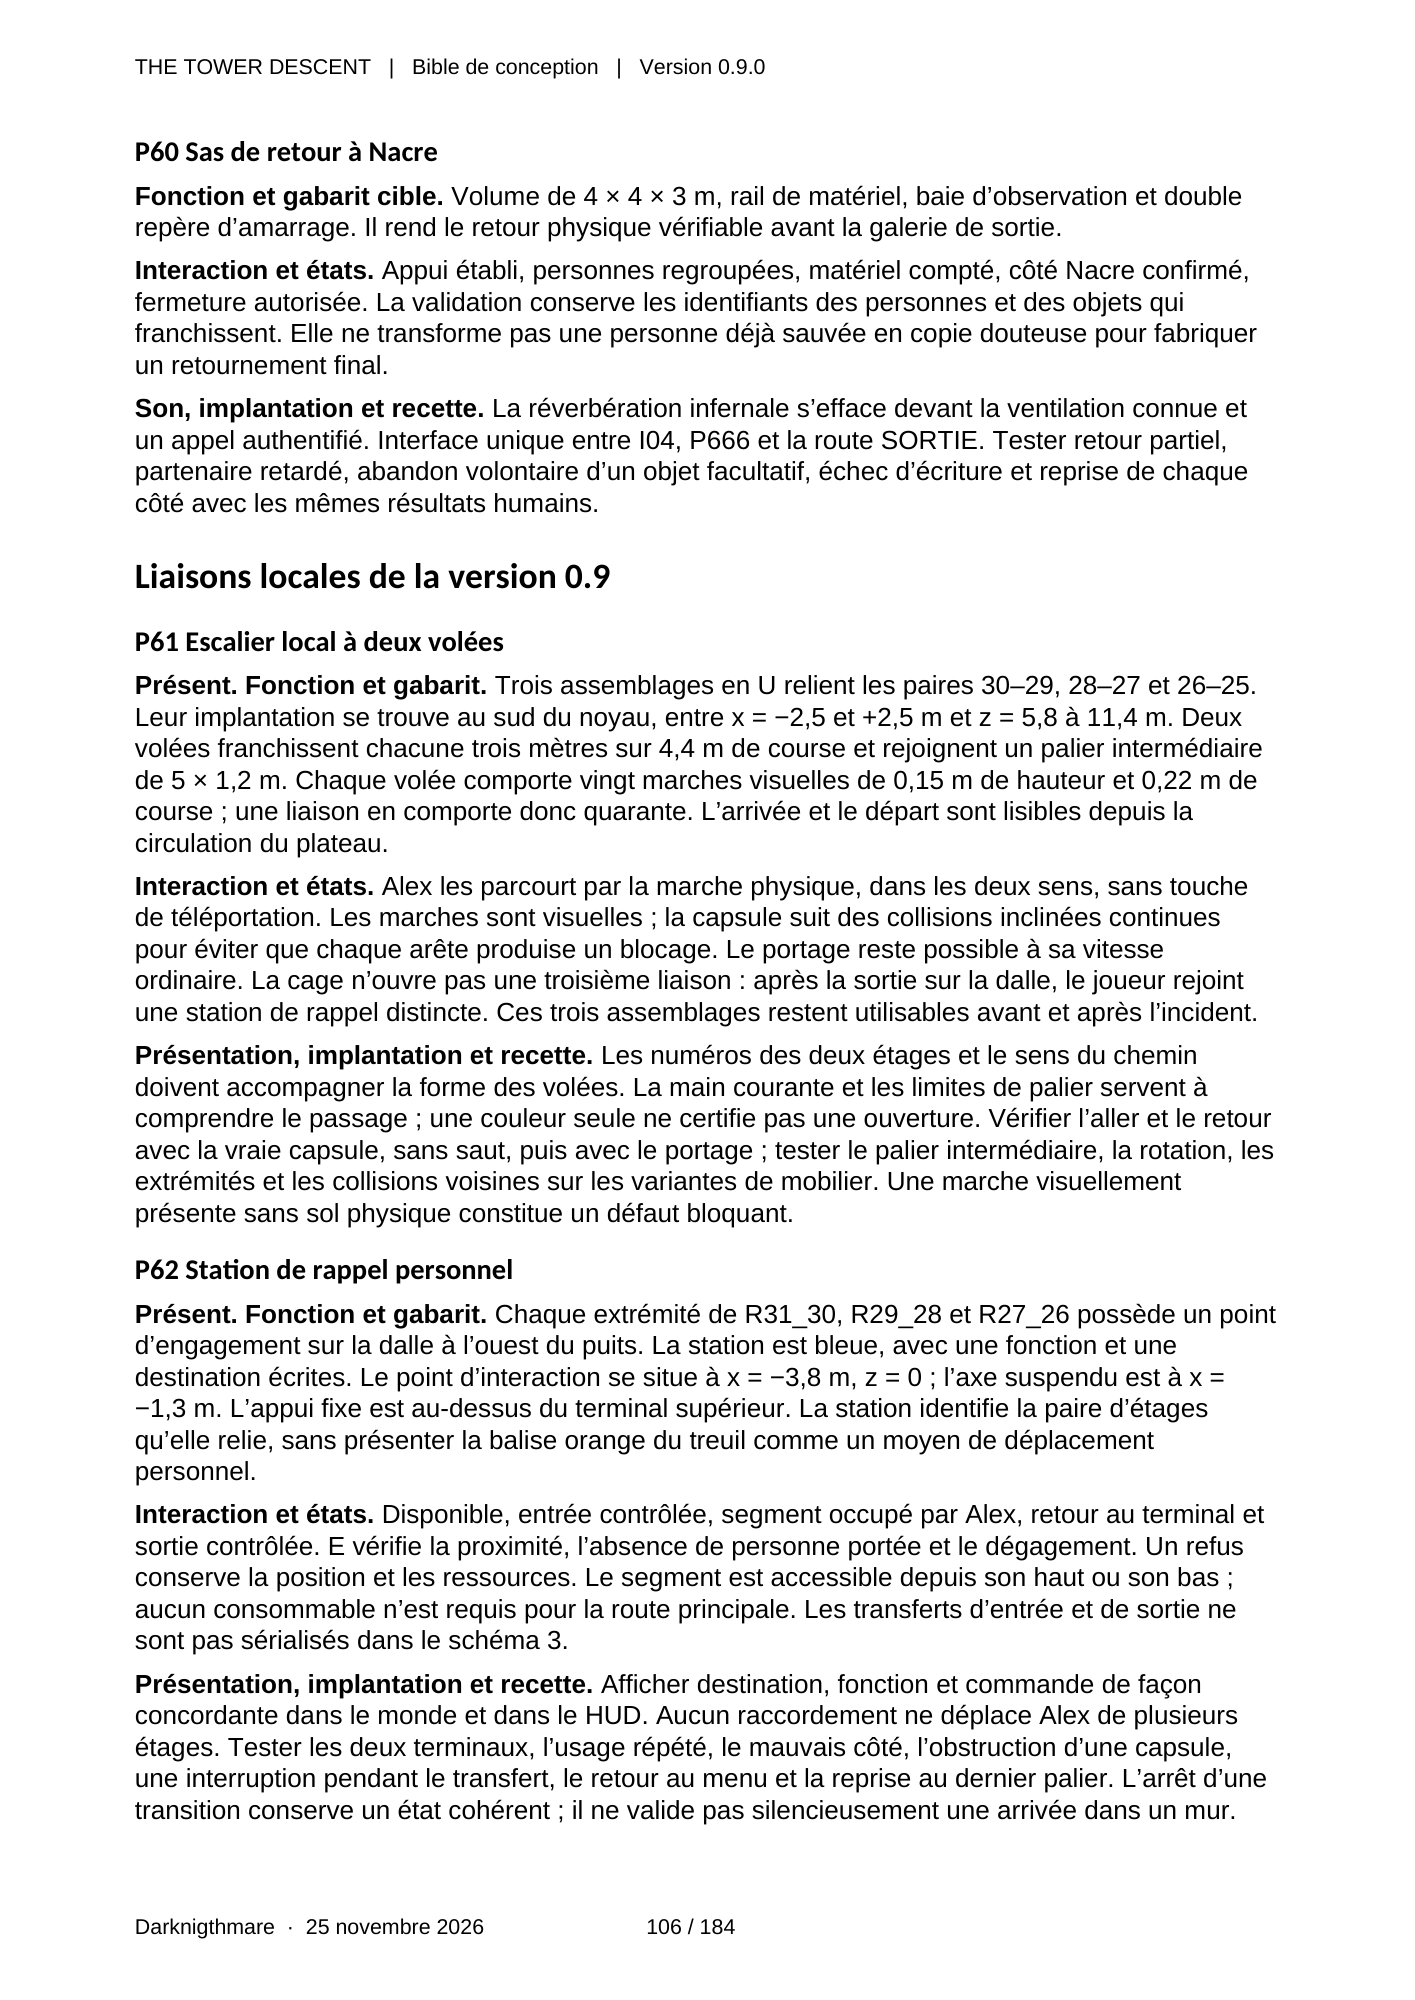 THE TOWER DESCENT | Bible de conception | Version 0.9.0
P60 Sas de retour à Nacre
Fonction et gabarit cible. Volume de 4 × 4 × 3 m, rail de matériel, baie d’observation et double
repère d’amarrage. Il rend le retour physique vérifiable avant la galerie de sortie.
Interaction et états. Appui établi, personnes regroupées, matériel compté, côté Nacre confirmé,
fermeture autorisée. La validation conserve les identifiants des personnes et des objets qui
franchissent. Elle ne transforme pas une personne déjà sauvée en copie douteuse pour fabriquer
un retournement final.
Son, implantation et recette. La réverbération infernale s’efface devant la ventilation connue et
un appel authentifié. Interface unique entre I04, P666 et la route SORTIE. Tester retour partiel,
partenaire retardé, abandon volontaire d’un objet facultatif, échec d’écriture et reprise de chaque
côté avec les mêmes résultats humains.
Liaisons locales de la version 0.9
P61 Escalier local à deux volées
Présent. Fonction et gabarit. Trois assemblages en U relient les paires 30–29, 28–27 et 26–25.
Leur implantation se trouve au sud du noyau, entre x = −2,5 et +2,5 m et z = 5,8 à 11,4 m. Deux
volées franchissent chacune trois mètres sur 4,4 m de course et rejoignent un palier intermédiaire
de 5 × 1,2 m. Chaque volée comporte vingt marches visuelles de 0,15 m de hauteur et 0,22 m de
course ; une liaison en comporte donc quarante. L’arrivée et le départ sont lisibles depuis la
circulation du plateau.
Interaction et états. Alex les parcourt par la marche physique, dans les deux sens, sans touche
de téléportation. Les marches sont visuelles ; la capsule suit des collisions inclinées continues
pour éviter que chaque arête produise un blocage. Le portage reste possible à sa vitesse
ordinaire. La cage n’ouvre pas une troisième liaison : après la sortie sur la dalle, le joueur rejoint
une station de rappel distincte. Ces trois assemblages restent utilisables avant et après l’incident.
Présentation, implantation et recette. Les numéros des deux étages et le sens du chemin
doivent accompagner la forme des volées. La main courante et les limites de palier servent à
comprendre le passage ; une couleur seule ne certifie pas une ouverture. Vérifier l’aller et le retour
avec la vraie capsule, sans saut, puis avec le portage ; tester le palier intermédiaire, la rotation, les
extrémités et les collisions voisines sur les variantes de mobilier. Une marche visuellement
présente sans sol physique constitue un défaut bloquant.
P62 Station de rappel personnel
Présent. Fonction et gabarit. Chaque extrémité de R31_30, R29_28 et R27_26 possède un point
d’engagement sur la dalle à l’ouest du puits. La station est bleue, avec une fonction et une
destination écrites. Le point d’interaction se situe à x = −3,8 m, z = 0 ; l’axe suspendu est à x =
−1,3 m. L’appui fixe est au-dessus du terminal supérieur. La station identifie la paire d’étages
qu’elle relie, sans présenter la balise orange du treuil comme un moyen de déplacement
personnel.
Interaction et états. Disponible, entrée contrôlée, segment occupé par Alex, retour au terminal et
sortie contrôlée. E vérifie la proximité, l’absence de personne portée et le dégagement. Un refus
conserve la position et les ressources. Le segment est accessible depuis son haut ou son bas ;
aucun consommable n’est requis pour la route principale. Les transferts d’entrée et de sortie ne
sont pas sérialisés dans le schéma 3.
Présentation, implantation et recette. Afficher destination, fonction et commande de façon
concordante dans le monde et dans le HUD. Aucun raccordement ne déplace Alex de plusieurs
étages. Tester les deux terminaux, l’usage répété, le mauvais côté, l’obstruction d’une capsule,
une interruption pendant le transfert, le retour au menu et la reprise au dernier palier. L’arrêt d’une
transition conserve un état cohérent ; il ne valide pas silencieusement une arrivée dans un mur.
Darknigthmare · 25 novembre 2026 106 / 184